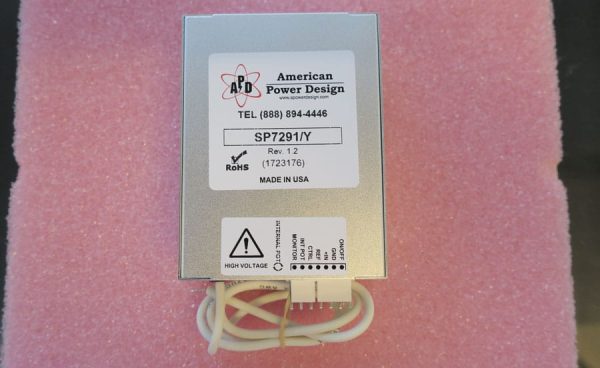 APD
American
Power Design
www.apowerdesign.com
TEL (888) 894-4446
SP7291/Y
Rev. 1.2
RoHS
(1723176)
MADE IN USA
HIGH VOLTAGE
INTERNAL POT
MONITOR
INT POT
CTRL
REF
+IN
GND
ON/OFF